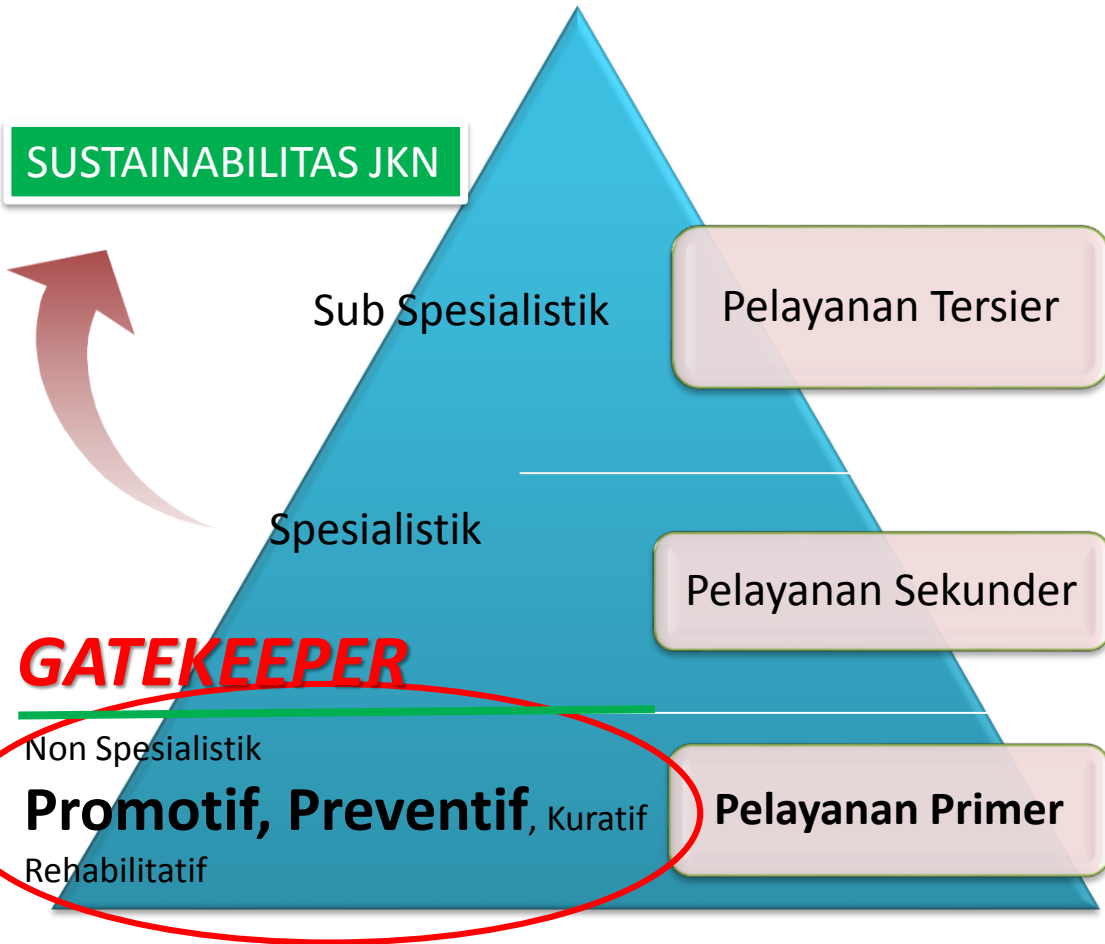 SUSTAINABILITAS JKN
Sub Spesialistik
Pelayanan Tersier
Spesialistik
Pelayanan Sekunder
GATEKEEPER
Non Spesialistik
Promotif, Preventif, Kuratif
Rehabilitatif
Pelayanan Primer